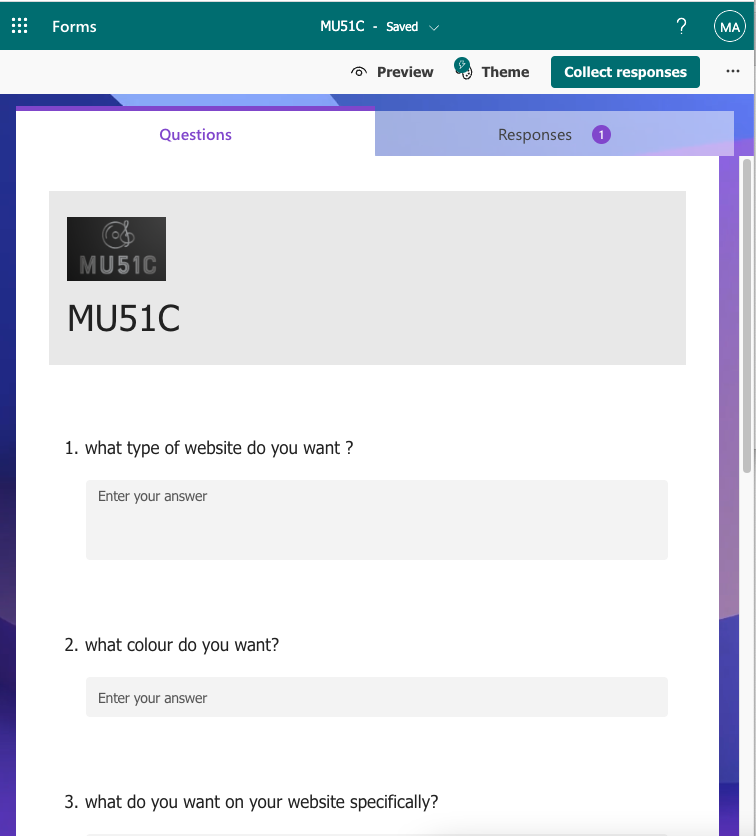 Forms
MU51C - Saved
?
MA
Preview
Theme
Collect responses
...
Questions
Responses 1
MU51C
MU51C
1. what type of website do you want ?
Enter your answer
2. what colour do you want?
Enter your answer
3. what do you want on your website specifically?